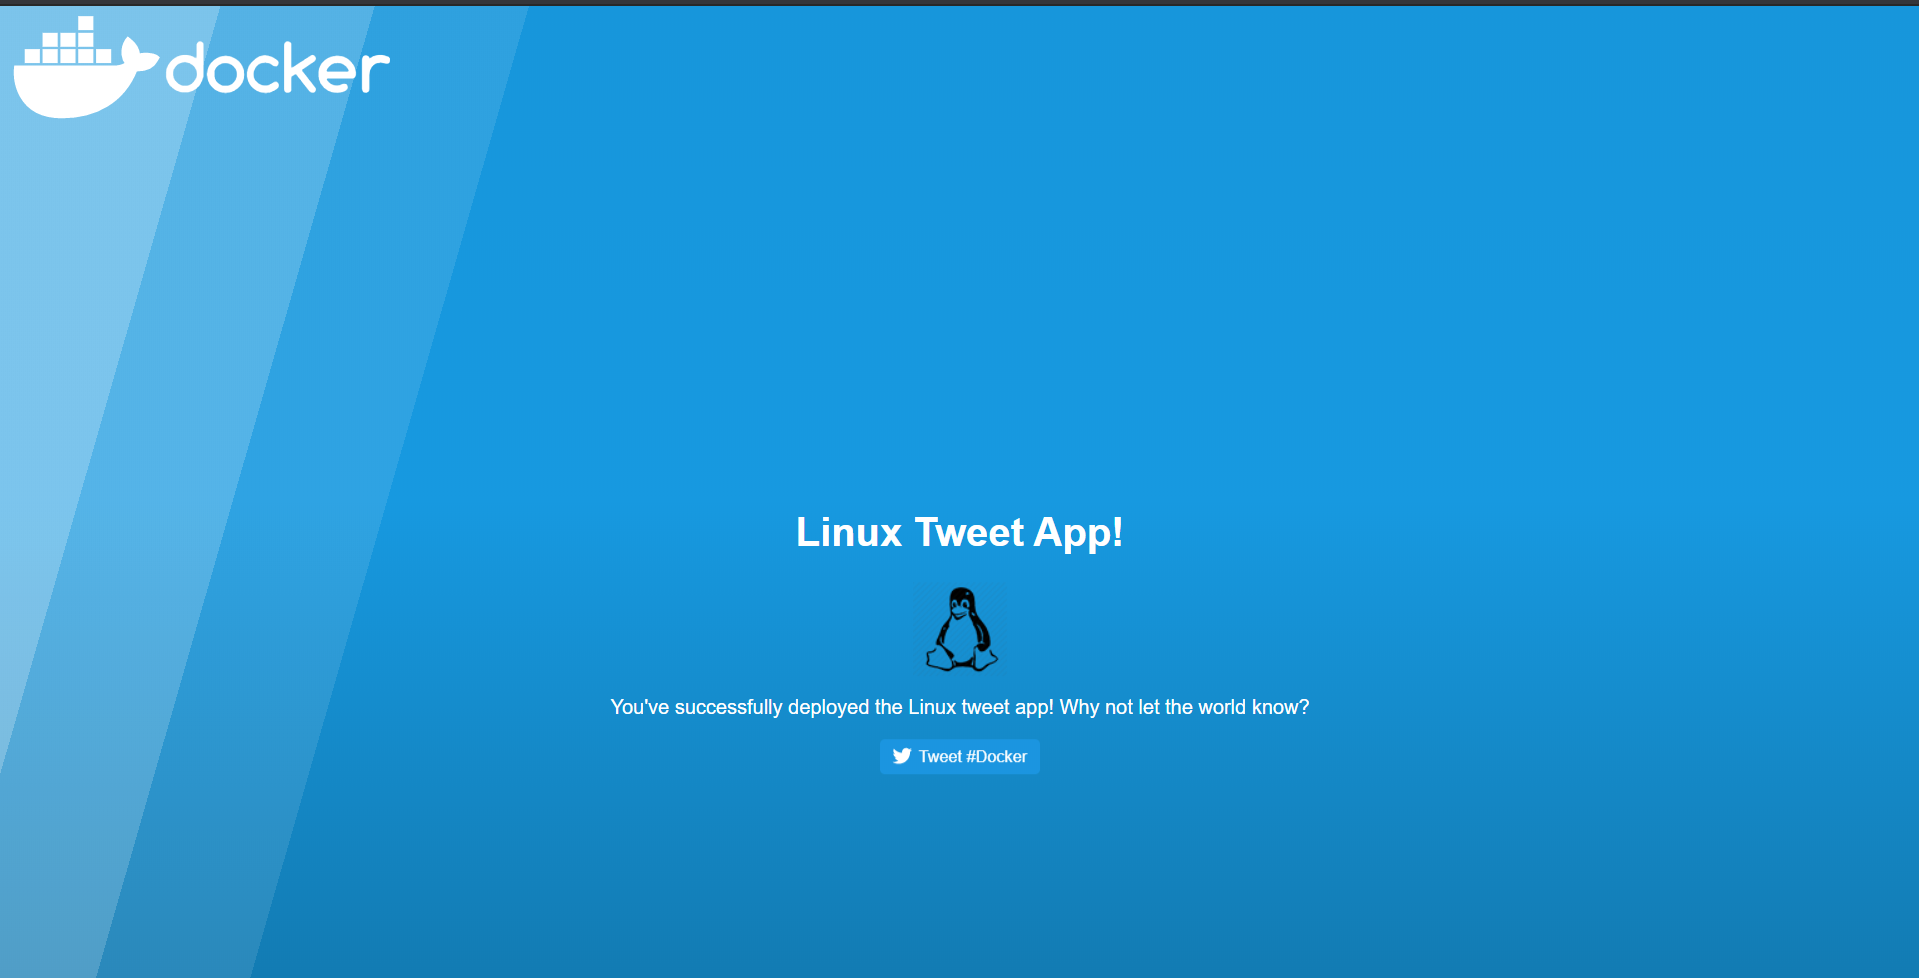 docker
Linux Tweet App!
You've successfully deployed the Linux tweet app! Why not let the world know?
Tweet #Docker